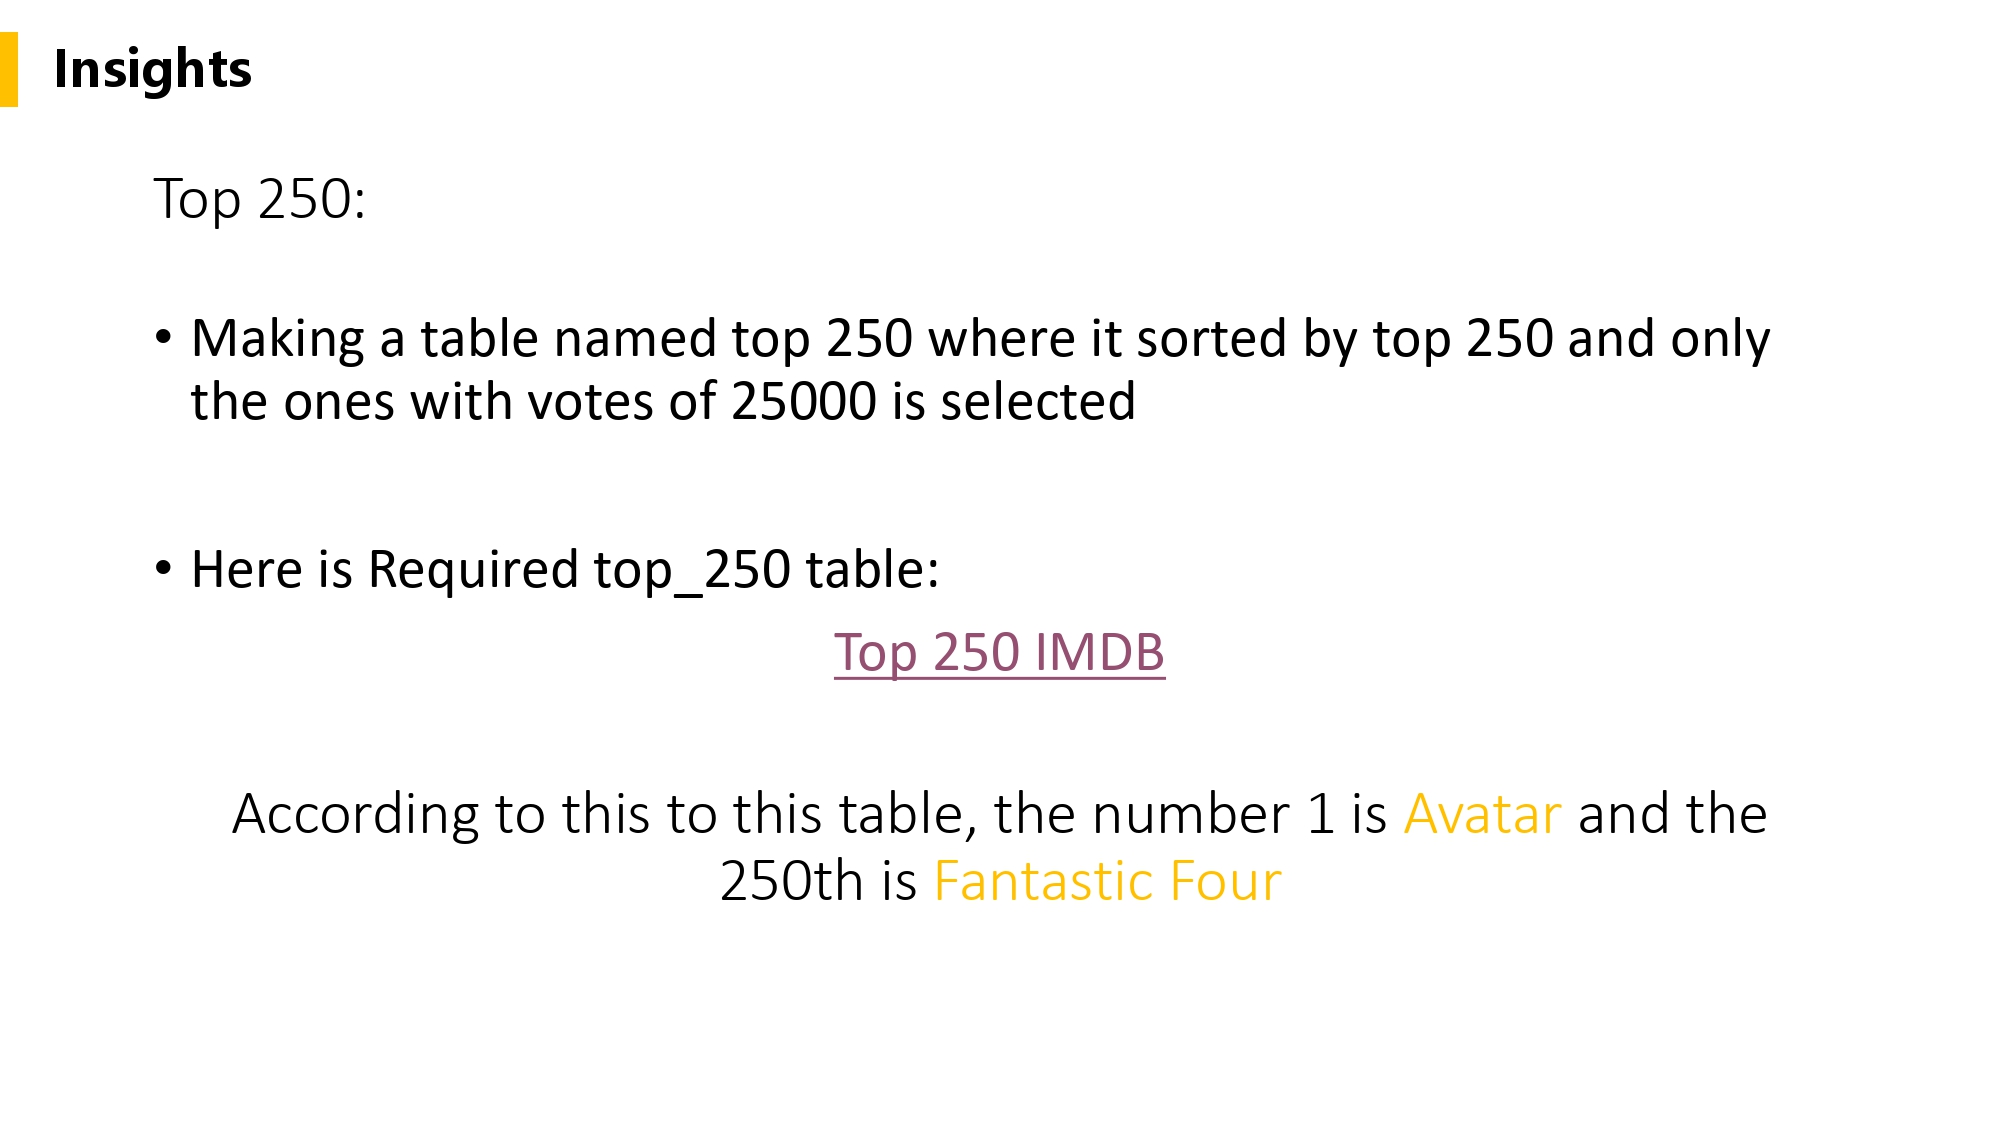 Insights
Top 250:
• Making a table named top 250 where it sorted by top 250 and only
the ones with votes of 25000 is selected
• Here is Required top_250 table:
Top 250 IMDB
According to this to this table, the number 1 is Avatar and the
250th is Fantastic Four